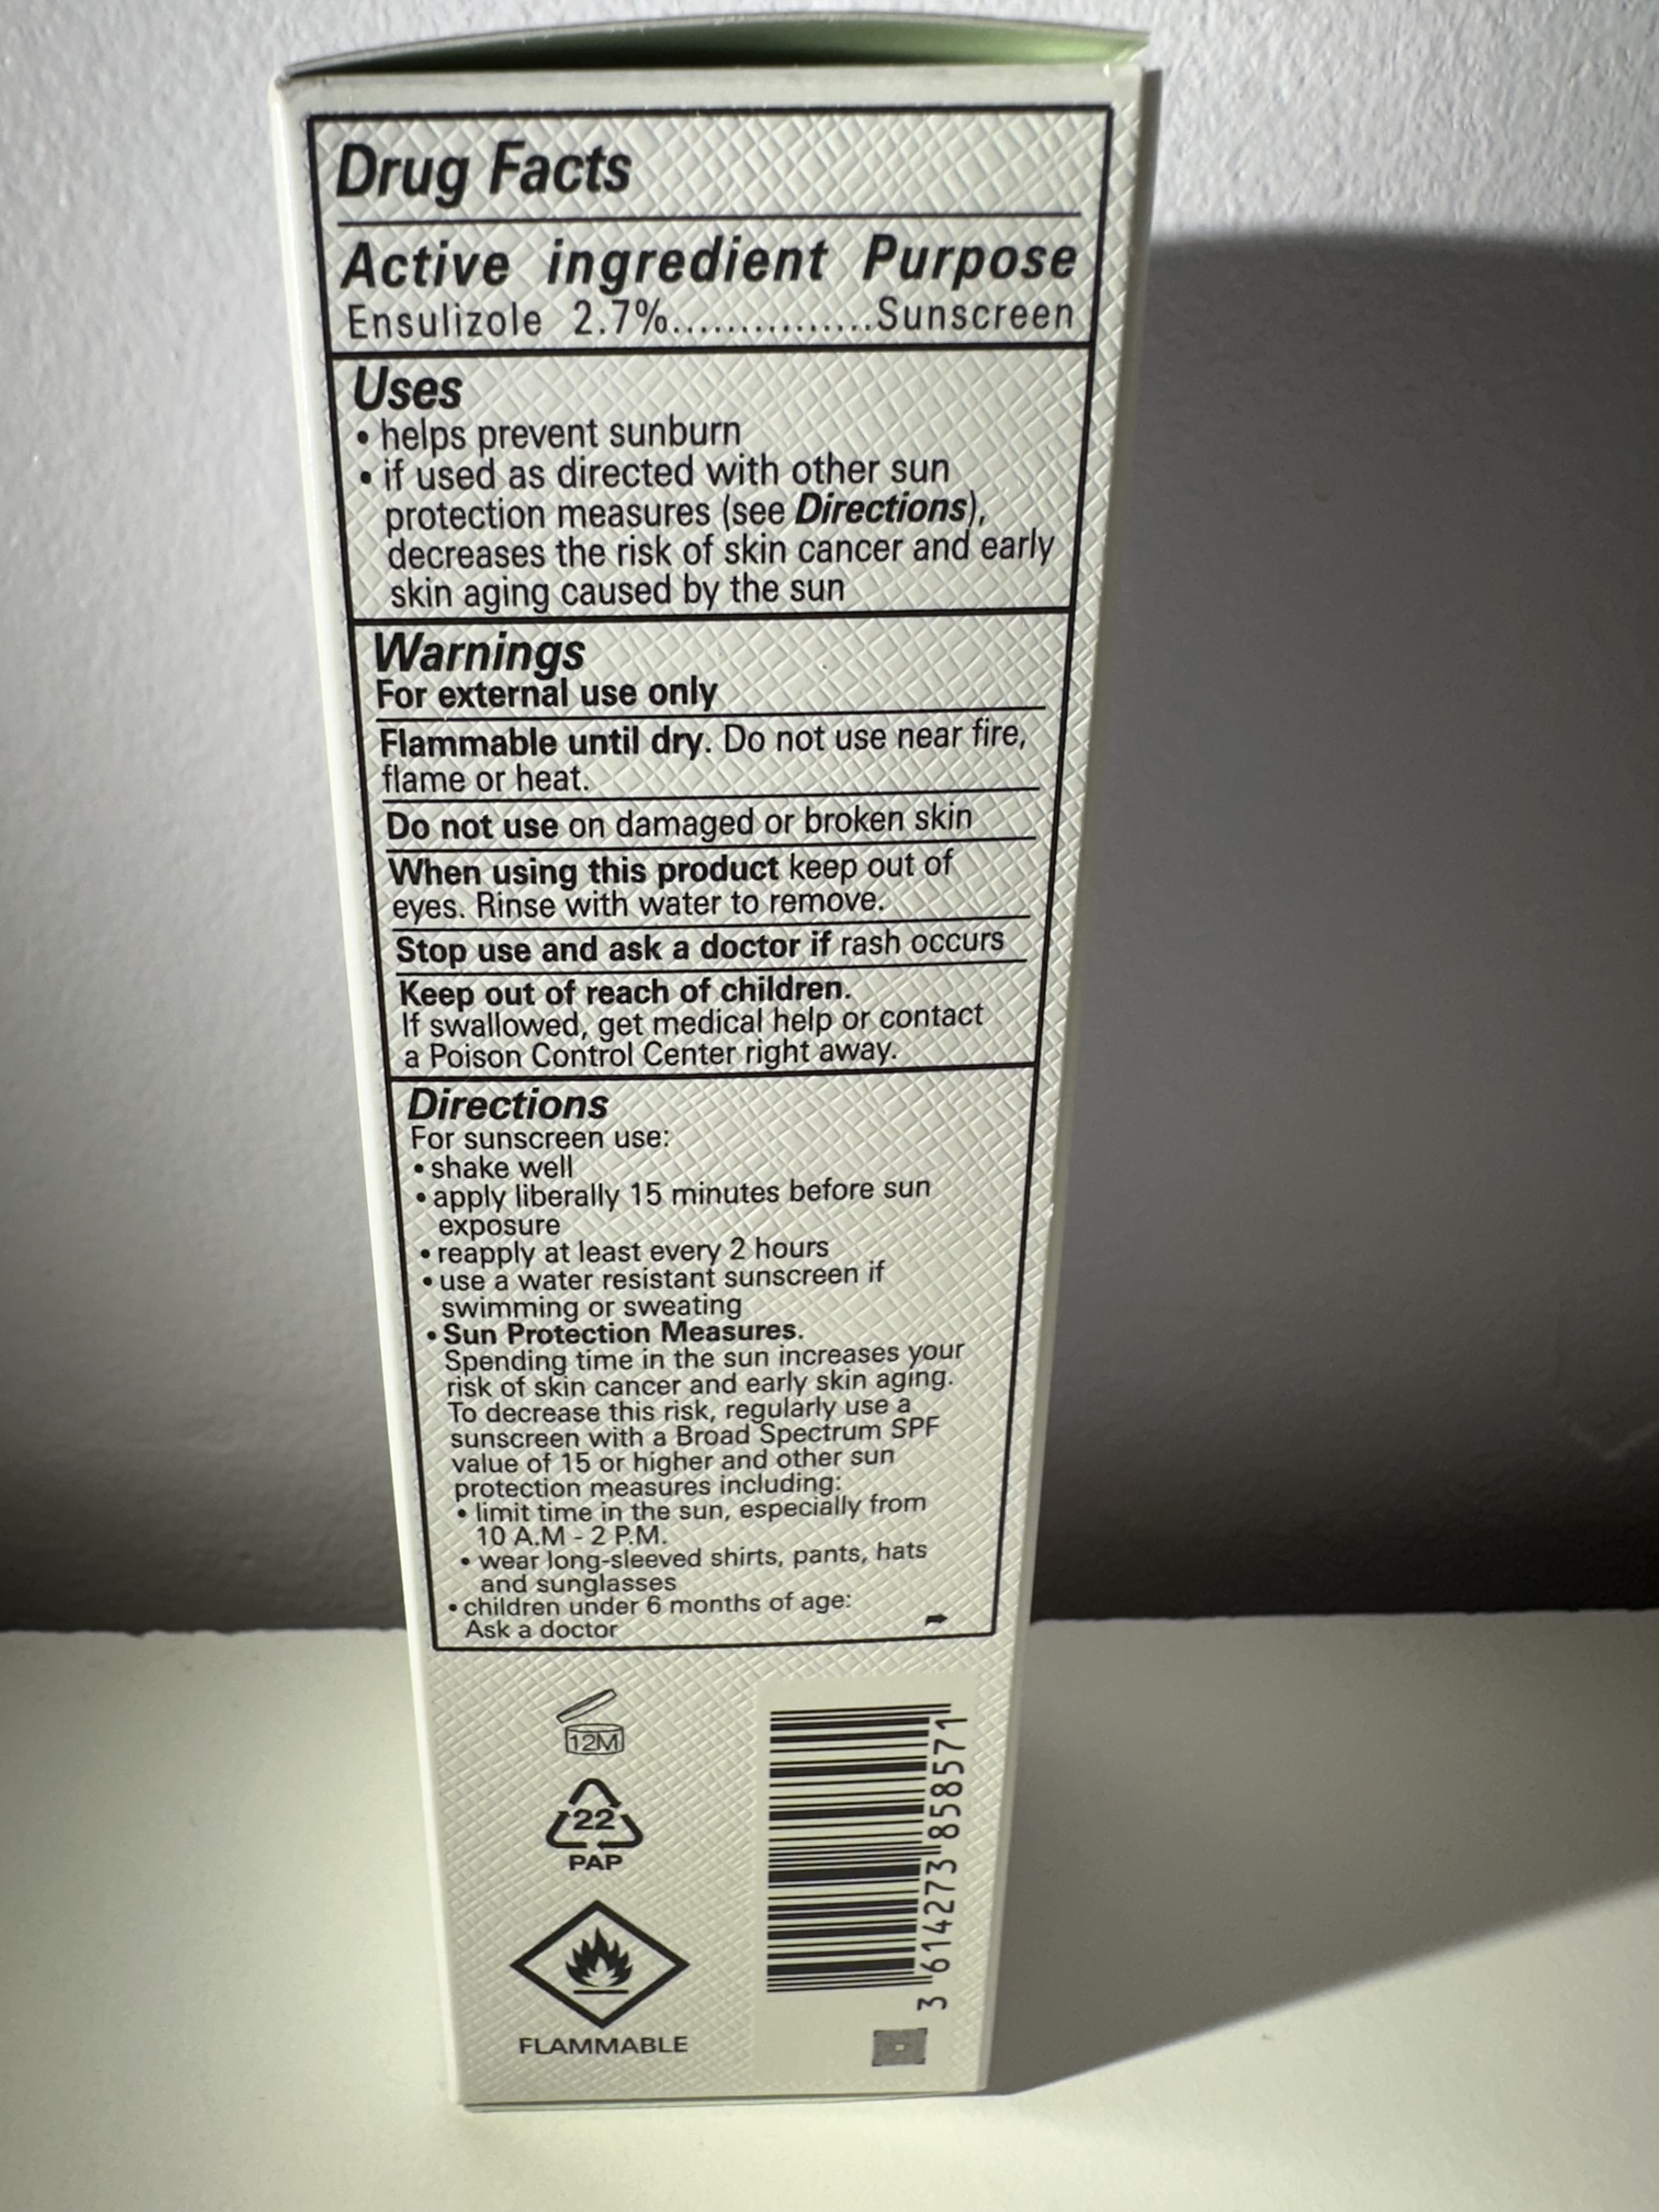 Drug Facts
Active ingredient Purpose
Ensulizole 2.7%................Sunscreen
Uses
• helps prevent sunburn
• if used as directed with other sun
protection measures (see Directions),
decreases the risk of skin cancer and early
skin aging caused by the sun
Warnings
For external use only
Flammable until dry. Do not use near fire,
flame or heat.
Do not use on damaged or broken skin
When using this product keep out of
eyes. Rinse with water to remove.
Stop use and ask a doctor if rash occurs
Keep out of reach of children.
If swallowed, get medical help or contact
a Poison Control Center right away.
Directions
For sunscreen use:
• shake well
• apply liberally 15 minutes before sun
exposure
• reapply at least every 2 hours
• use a water resistant sunscreen if
swimming or sweating
• Sun Protection Measures.
Spending time in the sun increases your
risk of skin cancer and early skin aging.
To decrease this risk, regularly use a
sunscreen with a Broad Spectrum SPF
value of 15 or higher and other sun
protection measures including:
• limit time in the sun, especially from
10 A.M - 2 P.M.
• wear long-sleeved shirts, pants, hats
and sunglasses
• children under 6 months of age:
Ask a doctor
12M
22
PAP
FLAMMABLE
3 614273 858571